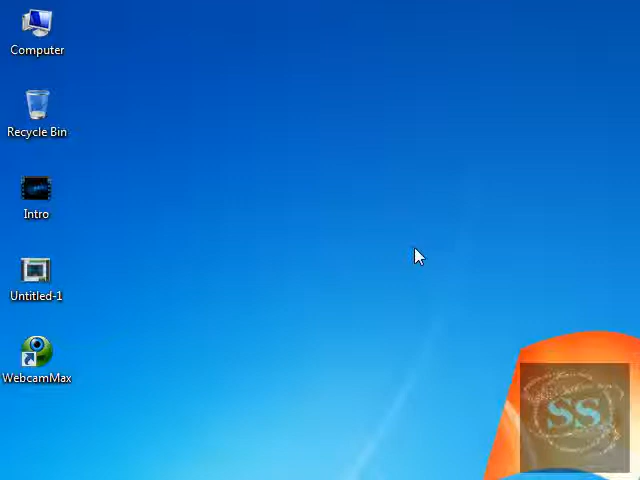 Computer
Recycle Bin
Intro
Untitled-1
WebcamMax
SS